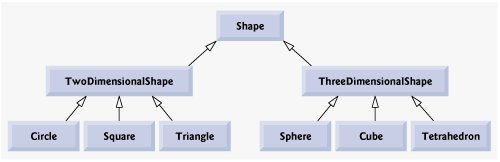 Shape
TwoDimensionalShape
ThreeDimensionalShape
Circle
Square
Triangle
Sphere
Cube
Tetrahedron